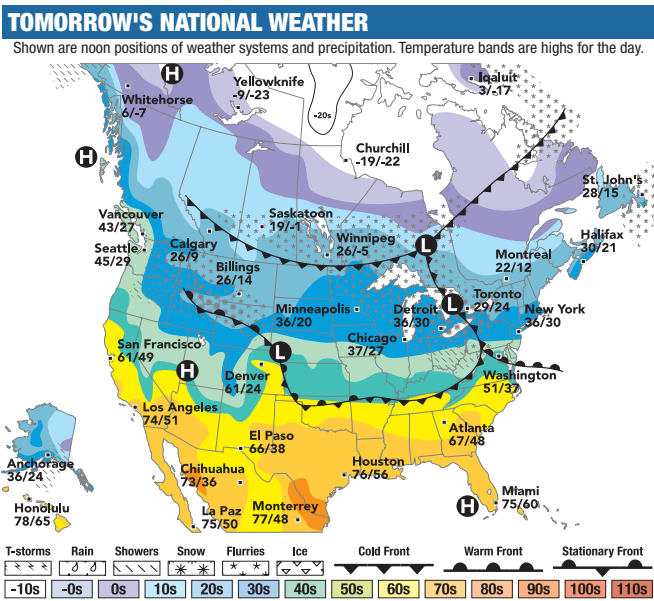 TOMORROW'S NATIONAL WEATHER
Shown are noon positions of weather systems and precipitation. Temperature bands are highs for the day.
H
Yellowknife
-9/-23
Iqaluit
3/-17
Whitehorse
6/-7
-20s
H
Churchill
-19/-22
St. John's
28/15
Vancouver
43/27
Saskatoon
19/-1
Halifax
30/21
Seattle
45/29
Calgary
26/9
Winnipeg
26/-5
L
Montreal
22/12
Billings
26/14
Toronto
29/24
L
Minneapolis
36/20
Detroit
36/30
New York
36/30
San Francisco
61/49
Chicago
37/27
L
H
Denver
61/24
Washington
51/37
Los Angeles
74/51
Atlanta
67/48
El Paso
66/38
Anchorage
36/24
Chihuahua
73/36
Houston
76/56
Miami
75/60
H
Honolulu
78/65
La Paz
75/50
Monterrey
77/48
T-storms Rain Showers Snow Flurries Ice Cold Front Warm Front Stationary Front
-10s -0s 0s 10s 20s 30s 40s 50s 60s 70s 80s 90s 100s 110s